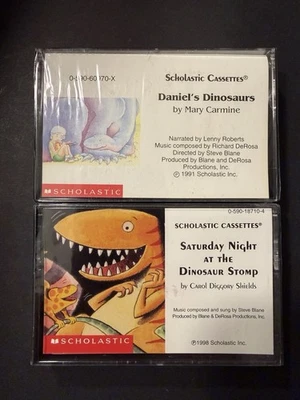 0-590-60370-X
SCHOLASTIC CASSETTES®
Daniel's Dinosaurs
by Mary Carmine
Narrated by Lenny Roberts
Music composed by Richard DeRosa
Directed by Steve Blane
Produced by Blane and DeRosa
Productions, Inc.
℗ 1991 Scholastic Inc.
SCHOLASTIC
0-590-18710-4
SCHOLASTIC CASSETTES®
SATURDAY NIGHT
AT THE
DINOSAUR STOMP
by CAROL DIGGORY SHIELDS
Music composed and sung by Steve Blane
Produced by Blane & DeRosa Productions, Inc.
℗1998 Scholastic Inc.
SCHOLASTIC